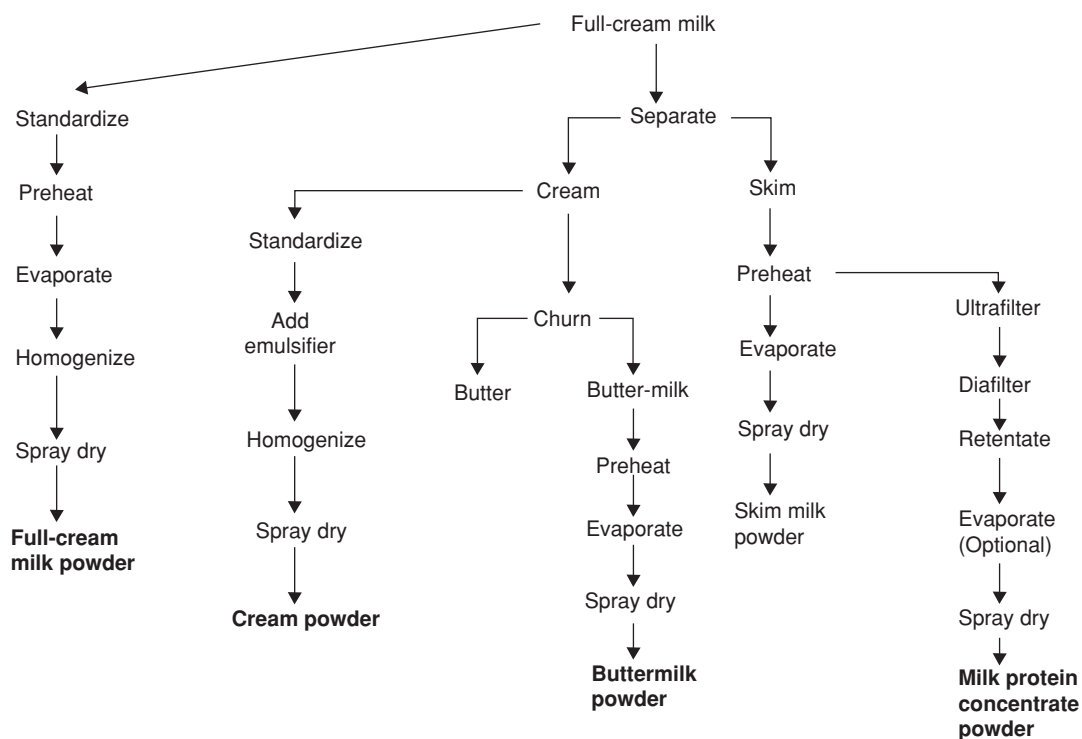 Full-cream milk
Standardize
Preheat
Evaporate
Homogenize
Spray dry
Full-cream
milk powder
Separate
Cream
Standardize
Add
emulsifier
Homogenize
Spray dry
Cream powder
Churn
Butter
Butter-milk
Preheat
Evaporate
Spray dry
Buttermilk
powder
Skim
Preheat
Evaporate
Spray dry
Skim milk
powder
Ultrafilter
Diafilter
Retentate
Evaporate
(Optional)
Spray dry
Milk protein
concentrate
powder